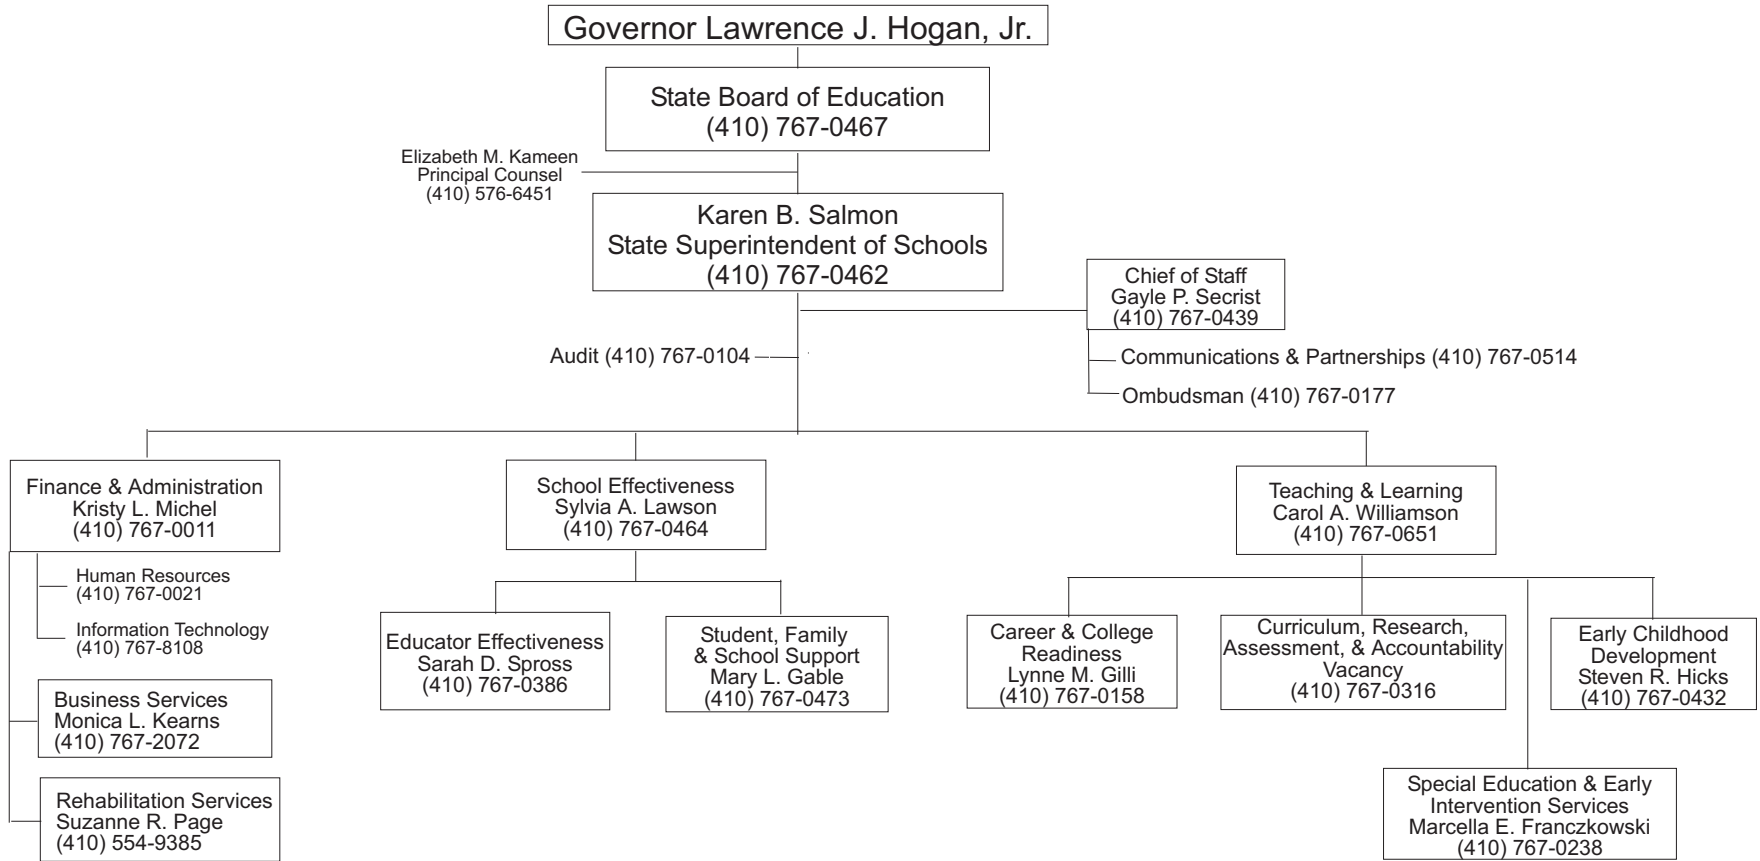 Governor Lawrence J. Hogan, Jr.
State Board of Education
(410) 767-0467
Elizabeth M. Kameen
Principal Counsel
(410) 576-6451
Karen B. Salmon
State Superintendent of Schools
(410) 767-0462
Chief of Staff
Gayle P. Secrist
(410) 767-0439
Audit (410) 767-0104
Communications & Partnerships (410) 767-0514
Ombudsman (410) 767-0177
Finance & Administration
Kristy L. Michel
(410) 767-0011
Human Resources
(410) 767-0021
Information Technology
(410) 767-8108
Business Services
Monica L. Kearns
(410) 767-2072
Rehabilitation Services
Suzanne R. Page
(410) 554-9385
School Effectiveness
Sylvia A. Lawson
(410) 767-0464
Educator Effectiveness
Sarah D. Spross
(410) 767-0386
Student, Family
& School Support
Mary L. Gable
(410) 767-0473
Teaching & Learning
Carol A. Williamson
(410) 767-0651
Career & College
Readiness
Lynne M. Gilli
(410) 767-0158
Curriculum, Research,
Assessment, & Accountability
Vacancy
(410) 767-0316
Early Childhood
Development
Steven R. Hicks
(410) 767-0432
Special Education & Early
Intervention Services
Marcella E. Franczkowski
(410) 767-0238